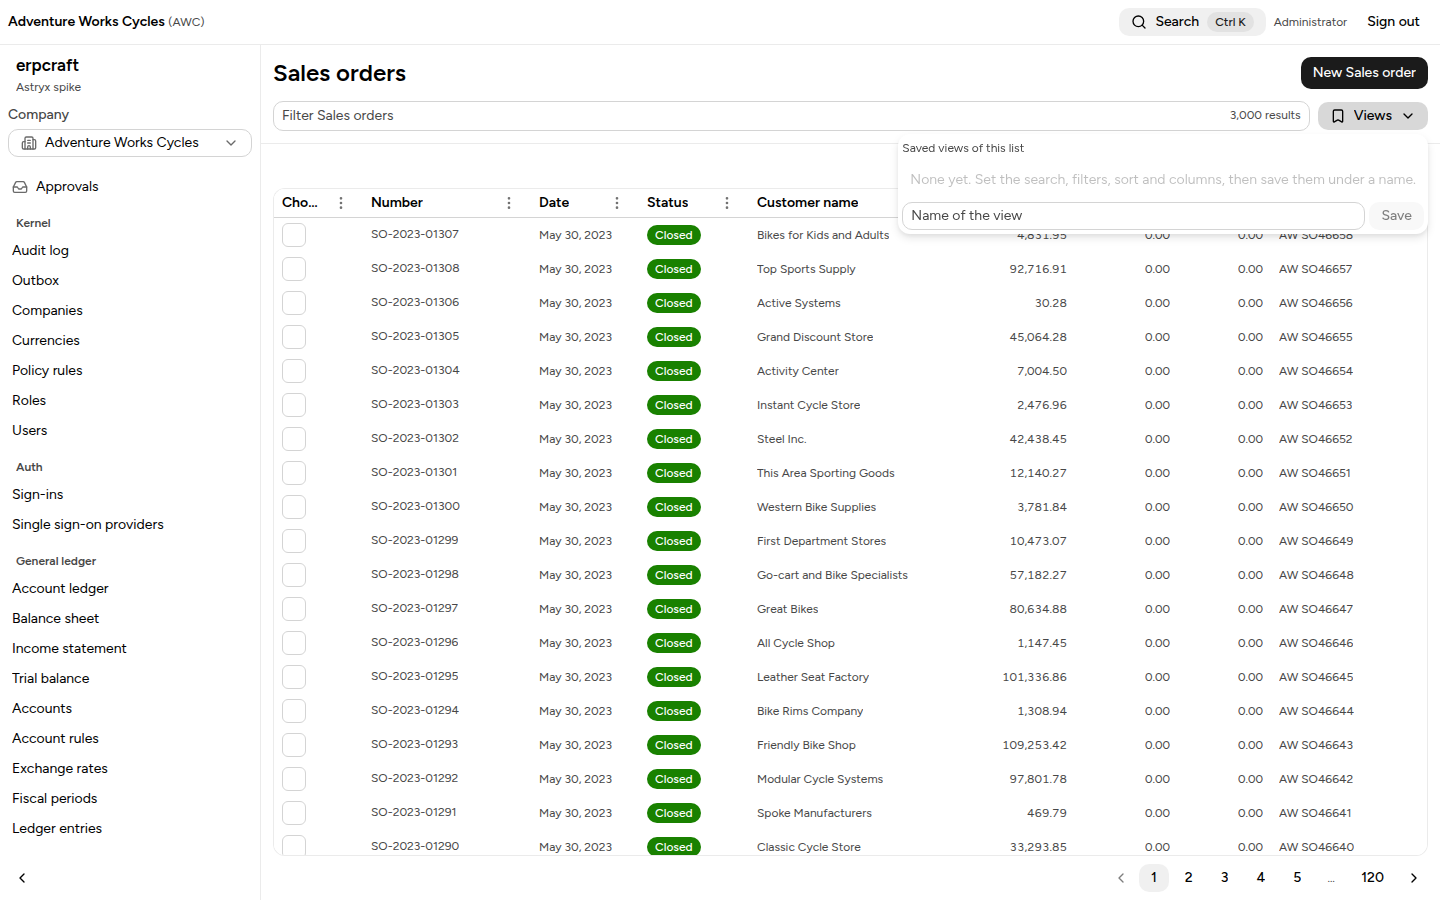 Adventure Works Cycles (AWC)
Search Ctrl K Administrator Sign out
erpcraft
Astryx spike
Company
Adventure Works Cycles
Approvals
Kernel
Audit log
Outbox
Companies
Currencies
Policy rules
Roles
Users
Auth
Sign-ins
Single sign-on providers
General ledger
Account ledger
Balance sheet
Income statement
Trial balance
Accounts
Account rules
Exchange rates
Fiscal periods
Ledger entries
Sales orders
New Sales order
Filter Sales orders 3,000 results Views
Saved views of this list
None yet. Set the search, filters, sort and columns, then save them under a name.
Name of the view Save
Cho... Number Date Status Customer name
SO-2023-01307 May 30, 2023 Closed Bikes for Kids and Adults 4,831.95 0.00 0.00 AW SO46658
SO-2023-01308 May 30, 2023 Closed Top Sports Supply 92,716.91 0.00 0.00 AW SO46657
SO-2023-01306 May 30, 2023 Closed Active Systems 30.28 0.00 0.00 AW SO46656
SO-2023-01305 May 30, 2023 Closed Grand Discount Store 45,064.28 0.00 0.00 AW SO46655
SO-2023-01304 May 30, 2023 Closed Activity Center 7,004.50 0.00 0.00 AW SO46654
SO-2023-01303 May 30, 2023 Closed Instant Cycle Store 2,476.96 0.00 0.00 AW SO46653
SO-2023-01302 May 30, 2023 Closed Steel Inc. 42,438.45 0.00 0.00 AW SO46652
SO-2023-01301 May 30, 2023 Closed This Area Sporting Goods 12,140.27 0.00 0.00 AW SO46651
SO-2023-01300 May 30, 2023 Closed Western Bike Supplies 3,781.84 0.00 0.00 AW SO46650
SO-2023-01299 May 30, 2023 Closed First Department Stores 10,473.07 0.00 0.00 AW SO46649
SO-2023-01298 May 30, 2023 Closed Go-cart and Bike Specialists 57,182.27 0.00 0.00 AW SO46648
SO-2023-01297 May 30, 2023 Closed Great Bikes 80,634.88 0.00 0.00 AW SO46647
SO-2023-01296 May 30, 2023 Closed All Cycle Shop 1,147.45 0.00 0.00 AW SO46646
SO-2023-01295 May 30, 2023 Closed Leather Seat Factory 101,336.86 0.00 0.00 AW SO46645
SO-2023-01294 May 30, 2023 Closed Bike Rims Company 1,308.94 0.00 0.00 AW SO46644
SO-2023-01293 May 30, 2023 Closed Friendly Bike Shop 109,253.42 0.00 0.00 AW SO46643
SO-2023-01292 May 30, 2023 Closed Modular Cycle Systems 97,801.78 0.00 0.00 AW SO46642
SO-2023-01291 May 30, 2023 Closed Spoke Manufacturers 469.79 0.00 0.00 AW SO46641
SO-2023-01290 May 30, 2023 Closed Classic Cycle Store 33,293.85 0.00 0.00 AW SO46640
1 2 3 4 5 ... 120